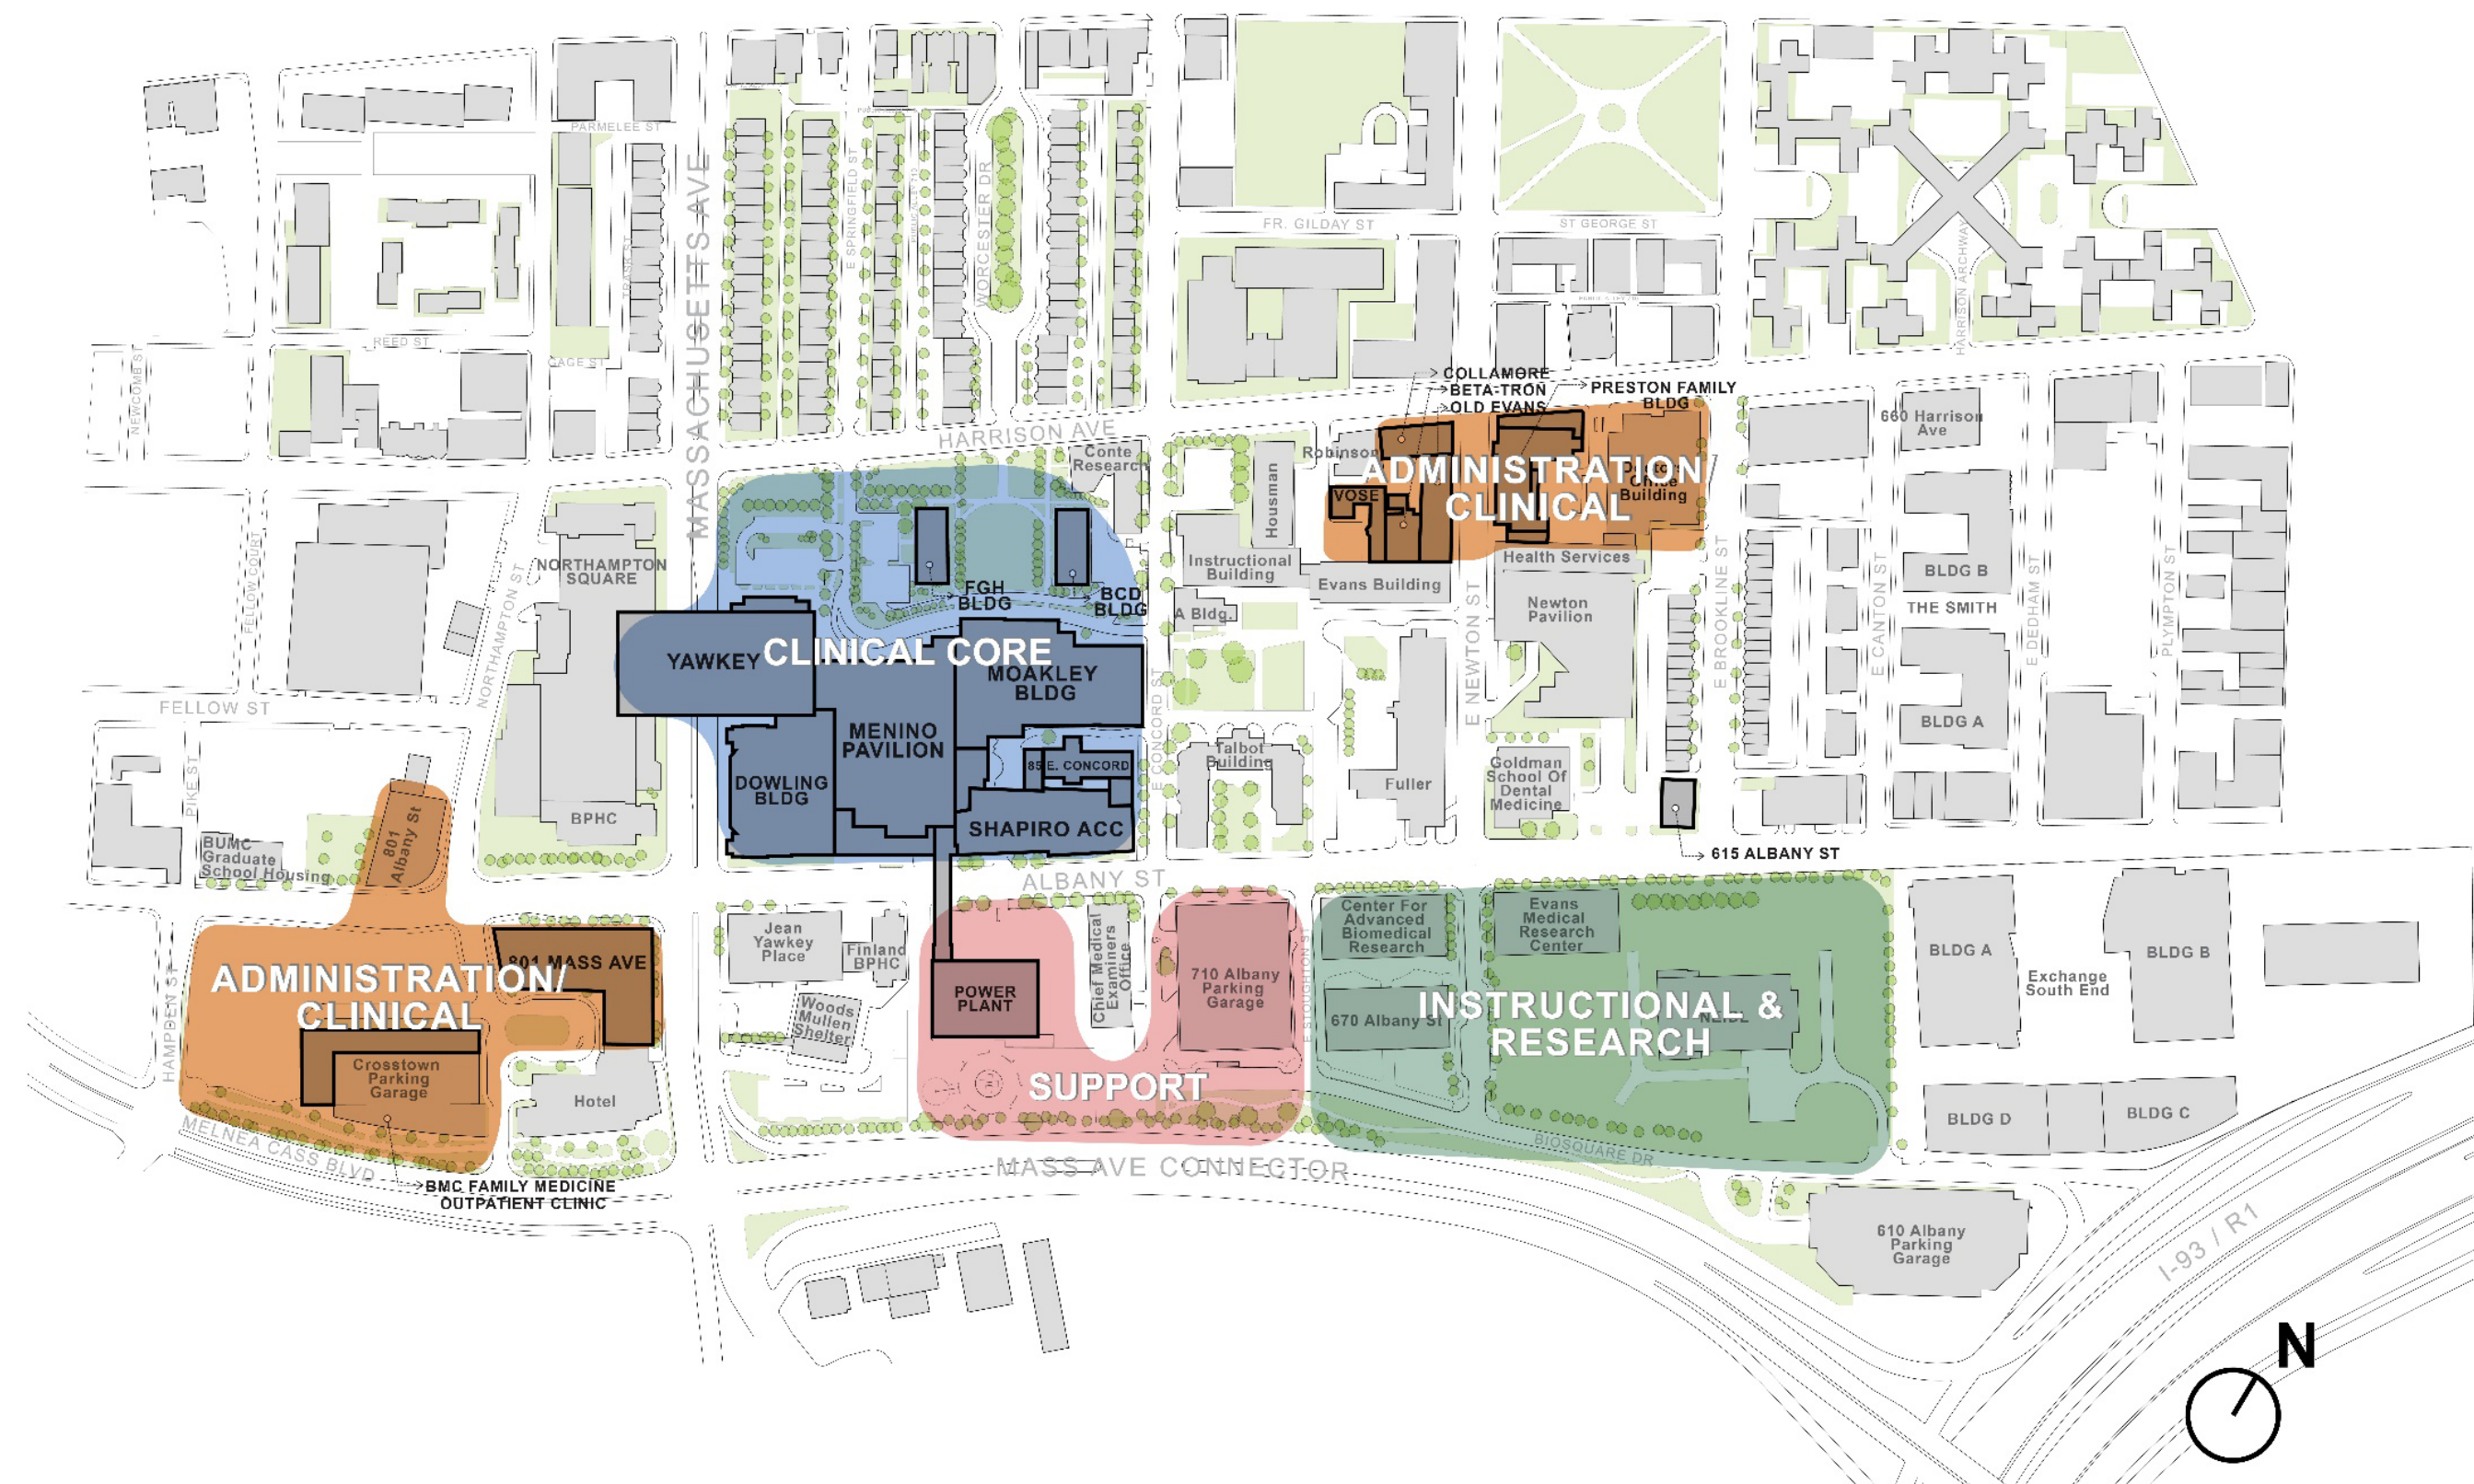 PARMELEE ST
MASSACHUSETTS AVE
TRASK ST
E SPRINGFIELD ST
WORCESTER DR
FR. GILDAY ST
ST GEORGE ST
HARRISON ARCHWAY
NEWCOMB ST
REED ST
GAGE ST
HARRISON AVE
COLLAMORE
BETA-TRON
OLD EVANS
PRESTON FAMILY
BLDG
660 Harrison
Ave
Conte
Research
Robinson
Housman
ADMINISTRATION/
CLINICAL
VOSE
Office
Building
FELLOW COURT
NORTHAMPTON ST
NORTHAMPTON
SQUARE
Instructional
Building
Evans Building
Health Services
FGH
BLDG
BCD
BLDG
A Bldg.
Newton
Pavilion
E NEWTON ST
E BROOKLINE ST
E CANTON ST
BLDG B
THE SMITH
BLDG A
E DEDHAM ST
PLYMPTON ST
YAWKEY
CLINICAL CORE
MOAKLEY
BLDG
MENINO
PAVILION
DOWLING
BLDG
85 E. CONCORD
SHAPIRO ACC
E CONCORD ST
Talbot
Building
Fuller
Goldman
School Of
Dental
Medicine
615 ALBANY ST
FELLOW ST
PIKE ST
BPHC
BUMC
Graduate
School Housing
801
Albany St
ALBANY ST
Jean
Yawkey
Place
Finland
BPHC
Woods
Mullen
Shelter
POWER
PLANT
Chief Medical
Examiners
Office
710 Albany
Parking
Garage
SUPPORT
E STOUGHTON ST
Center For
Advanced
Biomedical
Research
Evans
Medical
Research
Center
670 Albany St
NEIDL
INSTRUCTIONAL &
RESEARCH
BLDG A
Exchange
South End
BLDG B
BLDG D
BLDG C
HAMPDEN ST
ADMINISTRATION/
CLINICAL
801 MASS AVE
Crosstown
Parking
Garage
Hotel
MELNEA CASS BLVD
BMC FAMILY MEDICINE
OUTPATIENT CLINIC
MASS AVE CONNECTOR
BIOSQUARE DR
610 Albany
Parking
Garage
I-93 / R1
N